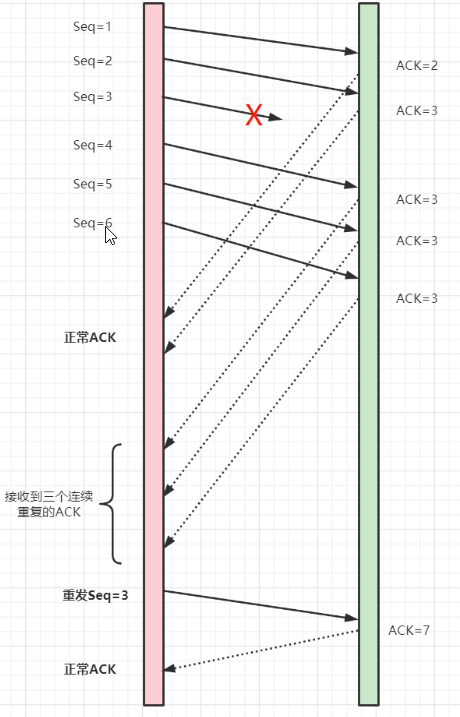 Seq=1
ACK=2
Seq=2
Seq=3
ACK=3
Seq=4
Seq=5
ACK=3
Seq=6
ACK=3
ACK=3
正常ACK
接收到三个连续
重复的ACK
重发Seq=3
ACK=7
正常ACK